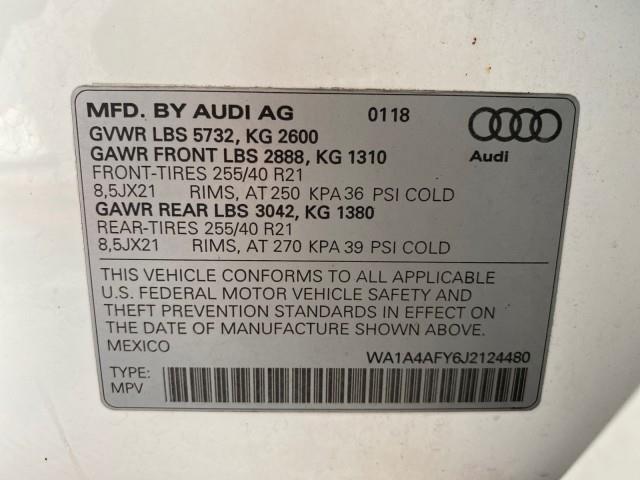 MFD. BY AUDI AG 0118
GVWR LBS 5732, KG 2600
GAWR FRONT LBS 2888, KG 1310
FRONT-TIRES 255/40 R21
8,5JX21 RIMS, AT 250 KPA 36 PSI COLD
GAWR REAR LBS 3042, KG 1380
REAR-TIRES 255/40 R21
8,5JX21 RIMS, AT 270 KPA 39 PSI COLD
Audi
THIS VEHICLE CONFORMS TO ALL APPLICABLE
U.S. FEDERAL MOTOR VEHICLE SAFETY AND
THEFT PREVENTION STANDARDS IN EFFECT ON
THE DATE OF MANUFACTURE SHOWN ABOVE.
MEXICO WA1A4AFY6J2124480
TYPE:
MPV